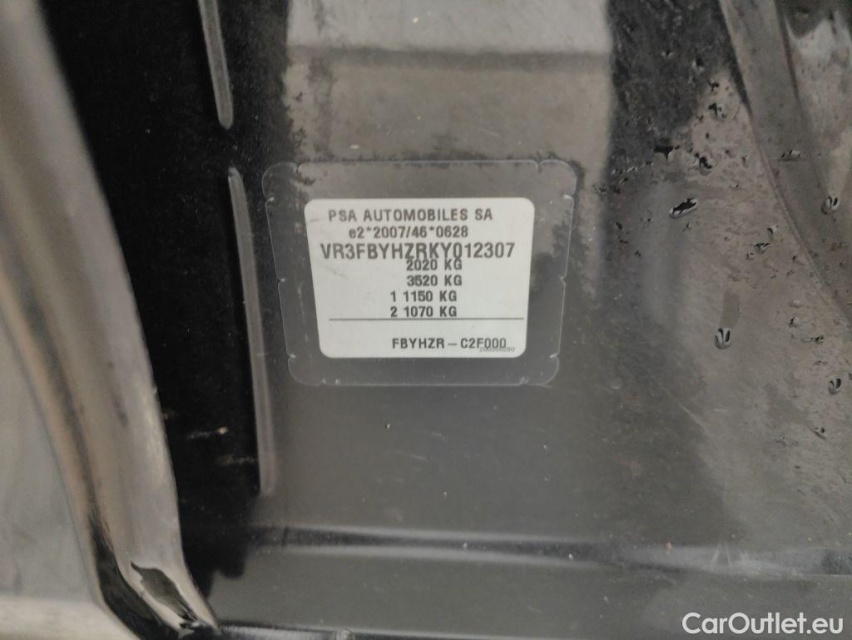 PSA AUTOMOBILES SA
e2*2007/46*0628
VR3FBYHZRKY012307
2020 KG
3520 KG
1 1150 KG
2 1070 KG
FBYHZR – C2F000
CarOutlet.eu